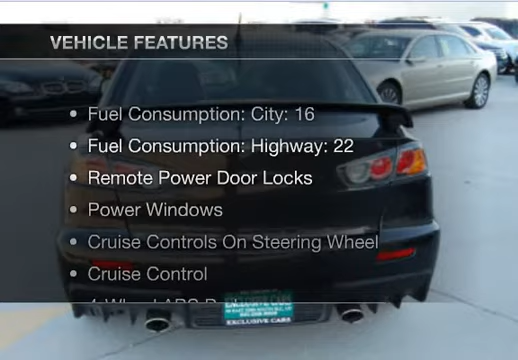 VEHICLE FEATURES
• Fuel Consumption: City: 16
• Fuel Consumption: Highway: 22
• Remote Power Door Locks
• Power Windows
• Cruise Controls On Steering Wheel
• Cruise Control
EXCLUSIVE CARS